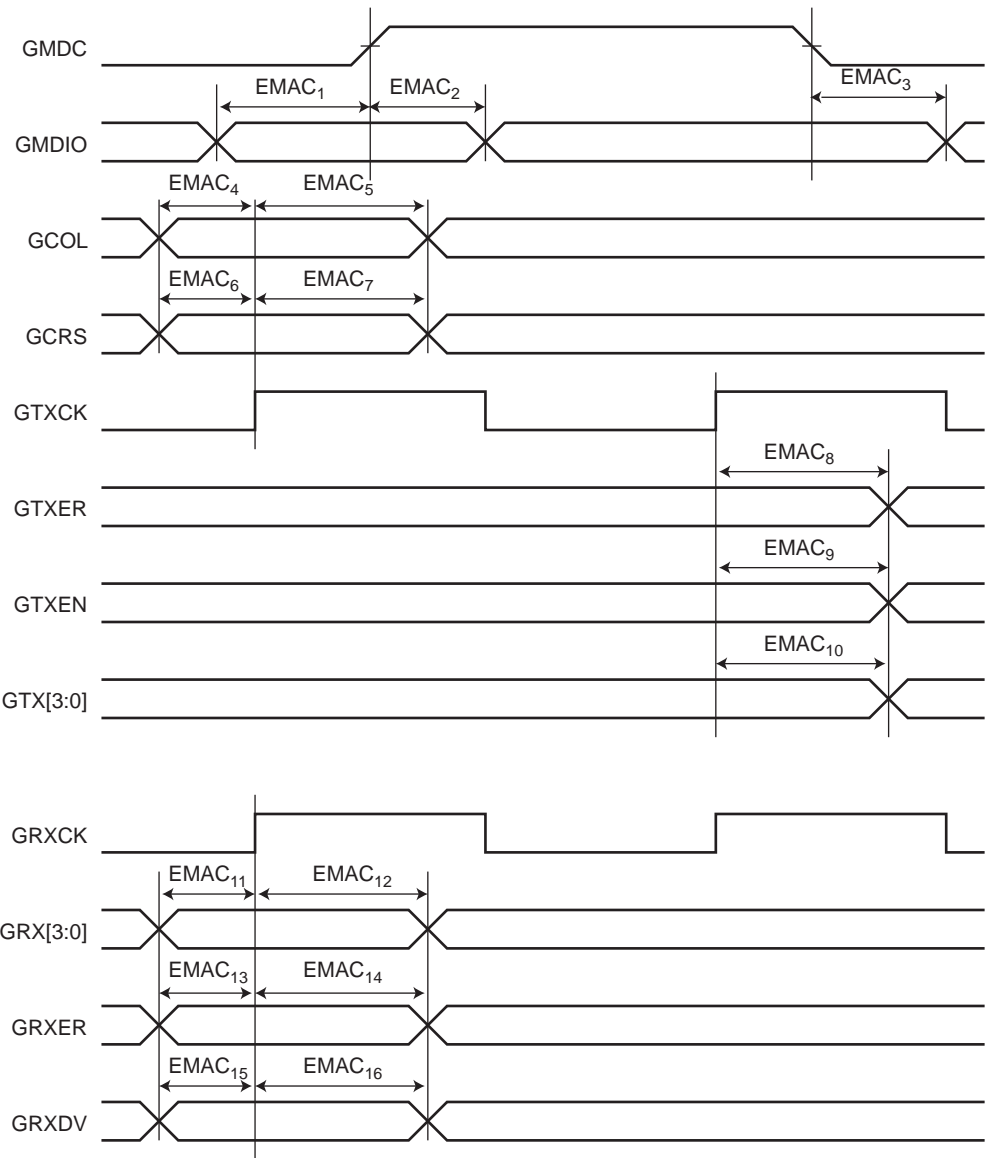 GMDC
EMAC1 EMAC2 EMAC3
GMDIO
EMAC4 EMAC5
GCOL
EMAC6 EMAC7
GCRS
GTXCK
EMAC8
GTXER
EMAC9
GTXEN
EMAC10
GTX[3:0]
GRXCK
EMAC11 EMAC12
GRX[3:0]
EMAC13 EMAC14
GRXER
EMAC15 EMAC16
GRXDV